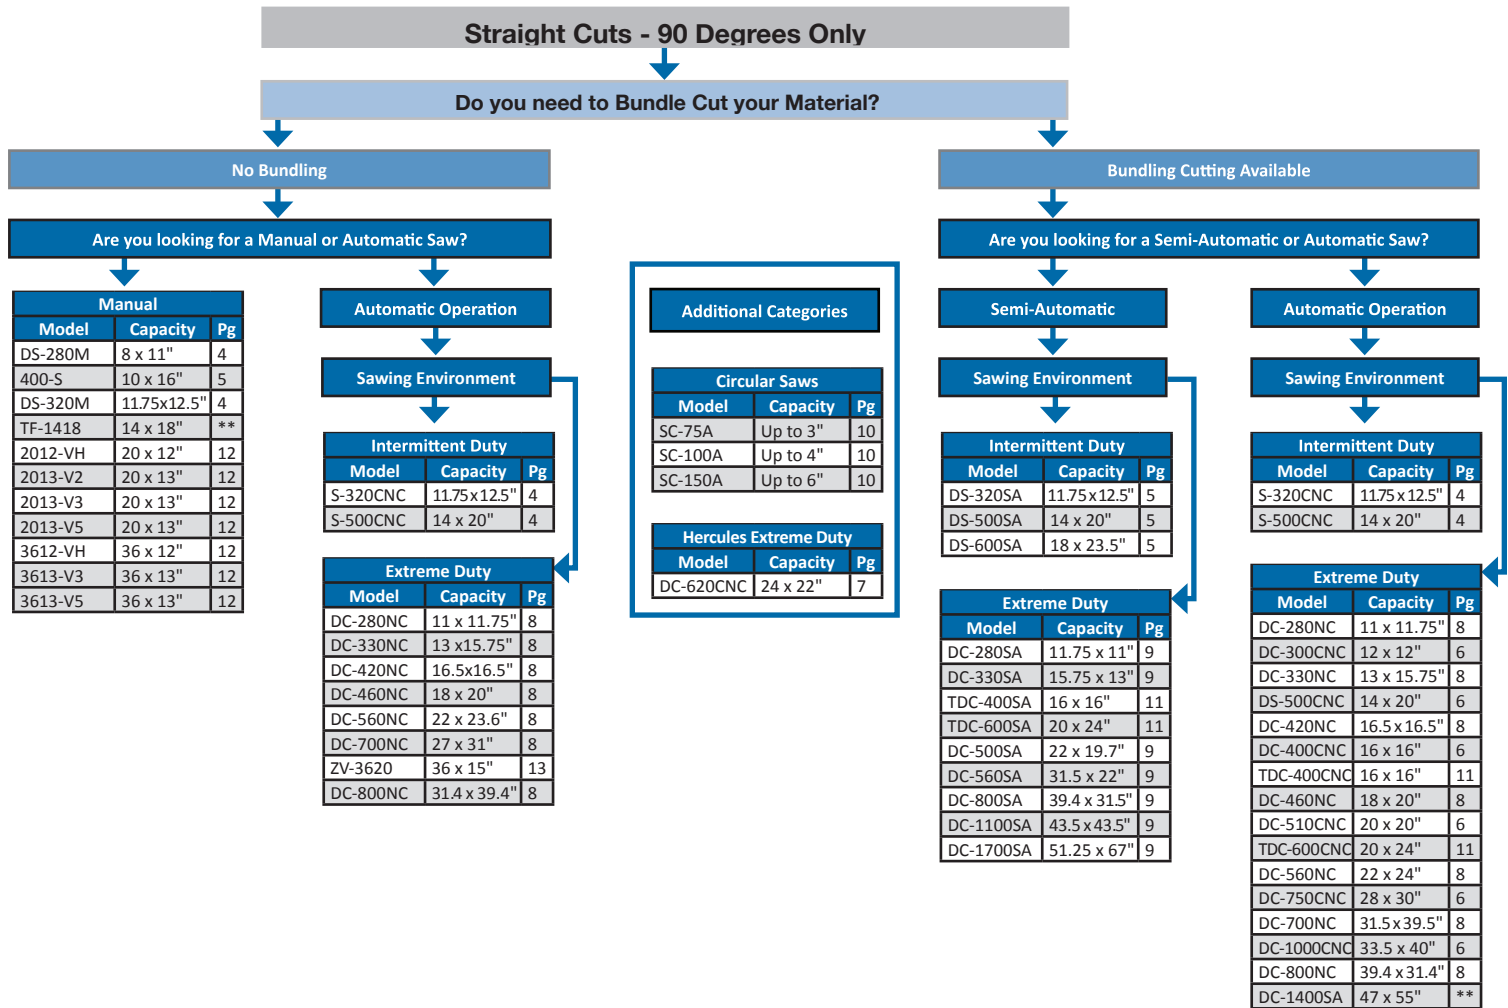 Straight Cuts - 90 Degrees Only
Do you need to Bundle Cut your Material?
No Bundling
Are you looking for a Manual or Automatic Saw?
Manual
Model Capacity Pg
DS-280M 8 x 11" 4
400-S 10 x 16" 5
DS-320M 11.75x12.5" 4
TF-1418 14 x 18" **
2012-VH 20 x 12" 12
2013-V2 20 x 13" 12
2013-V3 20 x 13" 12
2013-V5 20 x 13" 12
3612-VH 36 x 12" 12
3613-V3 36 x 13" 12
3613-V5 36 x 13" 12
Automatic Operation
Sawing Environment
Intermittent Duty
Model Capacity Pg
S-320CNC 11.75x12.5" 4
S-500CNC 14 x 20" 4
Extreme Duty
Model Capacity Pg
DC-280NC 11 x 11.75" 8
DC-330NC 13 x15.75" 8
DC-420NC 16.5x16.5" 8
DC-460NC 18 x 20" 8
DC-560NC 22 x 23.6" 8
DC-700NC 27 x 31" 8
ZV-3620 36 x 15" 13
DC-800NC 31.4 x 39.4" 8
Additional Categories
Circular Saws
Model Capacity Pg
SC-75A Up to 3" 10
SC-100A Up to 4" 10
SC-150A Up to 6" 10
Hercules Extreme Duty
Model Capacity Pg
DC-620CNC 24 x 22" 7
Bundling Cutting Available
Are you looking for a Semi-Automatic or Automatic Saw?
Semi-Automatic
Sawing Environment
Intermittent Duty
Model Capacity Pg
DS-320SA 11.75x12.5" 5
DS-500SA 14 x 20" 5
DS-600SA 18 x 23.5" 5
Extreme Duty
Model Capacity Pg
DC-280SA 11.75 x 11" 9
DC-330SA 15.75 x 13" 9
TDC-400SA 16 x 16" 11
TDC-600SA 20 x 24" 11
DC-500SA 22 x 19.7" 9
DC-560SA 31.5 x 22" 9
DC-800SA 39.4 x 31.5" 9
DC-1100SA 43.5 x 43.5" 9
DC-1700SA 51.25 x 67" 9
Automatic Operation
Sawing Environment
Intermittent Duty
Model Capacity Pg
S-320CNC 11.75 x 12.5" 4
S-500CNC 14 x 20" 4
Extreme Duty
Model Capacity Pg
DC-280NC 11 x 11.75" 8
DC-300CNC 12 x 12" 6
DC-330NC 13 x 15.75" 8
DS-500CNC 14 x 20" 6
DC-420NC 16.5 x 16.5" 8
DC-400CNC 16 x 16" 6
TDC-400CNC 16 x 16" 11
DC-460NC 18 x 20" 8
DC-510CNC 20 x 20" 6
TDC-600CNC 20 x 24" 11
DC-560NC 22 x 24" 8
DC-750CNC 28 x 30" 6
DC-700NC 31.5 x 39.5" 8
DC-1000CNC 33.5 x 40" 6
DC-800NC 39.4 x 31.4" 8
DC-1400SA 47 x 55" **